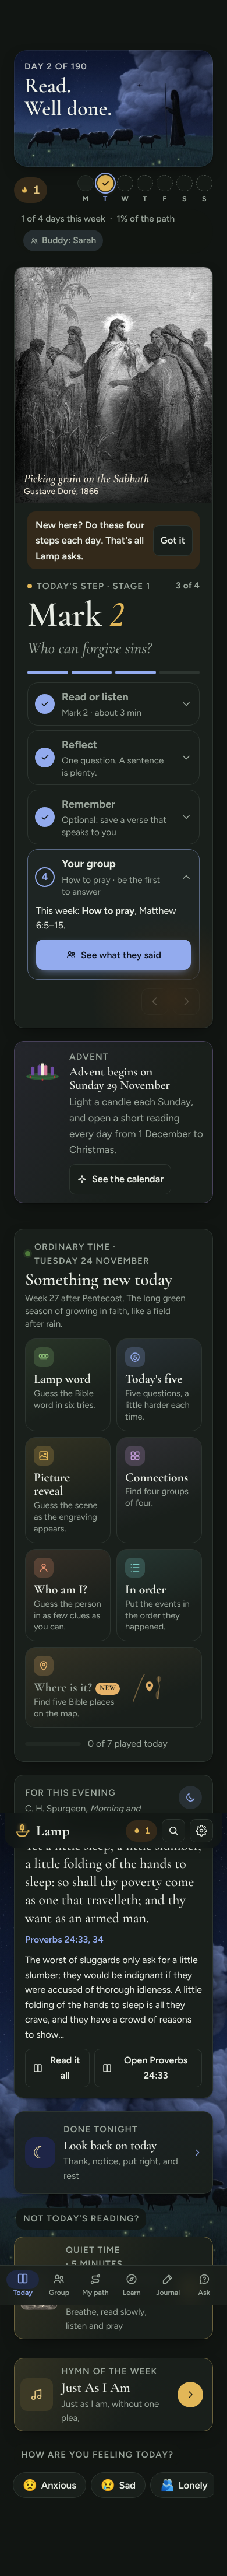 DAY 2 OF 190
Read.
Well done.
1
M T W T F S S
1 of 4 days this week · 1% of the path
Buddy: Sarah
Picking grain on the Sabbath
Gustave Doré, 1866
New here? Do these four
steps each day. That's all
Lamp asks.
Got it
TODAY'S STEP · STAGE 1
3 of 4
Mark 2
Who can forgive sins?
Read or listen
Mark 2 · about 3 min
Reflect
One question. A sentence
is plenty.
Remember
Optional: save a verse that
speaks to you
4
Your group
How to pray · be the first
to answer
This week: How to pray, Matthew
6:5–15.
See what they said
ADVENT
Advent begins on
Sunday 29 November
Light a candle each Sunday,
and open a short reading
every day from 1 December to
Christmas.
See the calendar
ORDINARY TIME ·
TUESDAY 24 NOVEMBER
Something new today
Week 27 after Pentecost. The long green
season of growing in faith, like a field
after rain.
Lamp word
Guess the Bible
word in six tries.
Today's five
Five questions, a
little harder each
time.
Picture
reveal
Guess the scene
as the engraving
appears.
Connections
Find four groups
of four.
Who am I?
Guess the person
in as few clues as
you can.
In order
Put the events in
the order they
happened.
Where is it? NEW
Find five Bible places
on the map.
0 of 7 played today
FOR THIS EVENING
C. H. Spurgeon, Morning and
Lamp
1
a little folding of the hands to
sleep: so shall thy poverty come
as one that travelleth; and thy
want as an armed man.
Proverbs 24:33, 34
The worst of sluggards only ask for a little
slumber; they would be indignant if they
were accused of thorough idleness. A little
folding of the hands to sleep is all they
crave, and they have a crowd of reasons
to show…
Read it
all
Open Proverbs
24:33
DONE TONIGHT
Look back on today
Thank, notice, put right, and
rest
NOT TODAY'S READING?
QUIET TIME
· 5 MINUTES
Today
Group
My path
Learn
Journal
Ask
Breathe, read slowly,
listen and pray
HYMN OF THE WEEK
Just As I Am
Just as I am, without one
plea,
HOW ARE YOU FEELING TODAY?
Anxious
Sad
Lonely